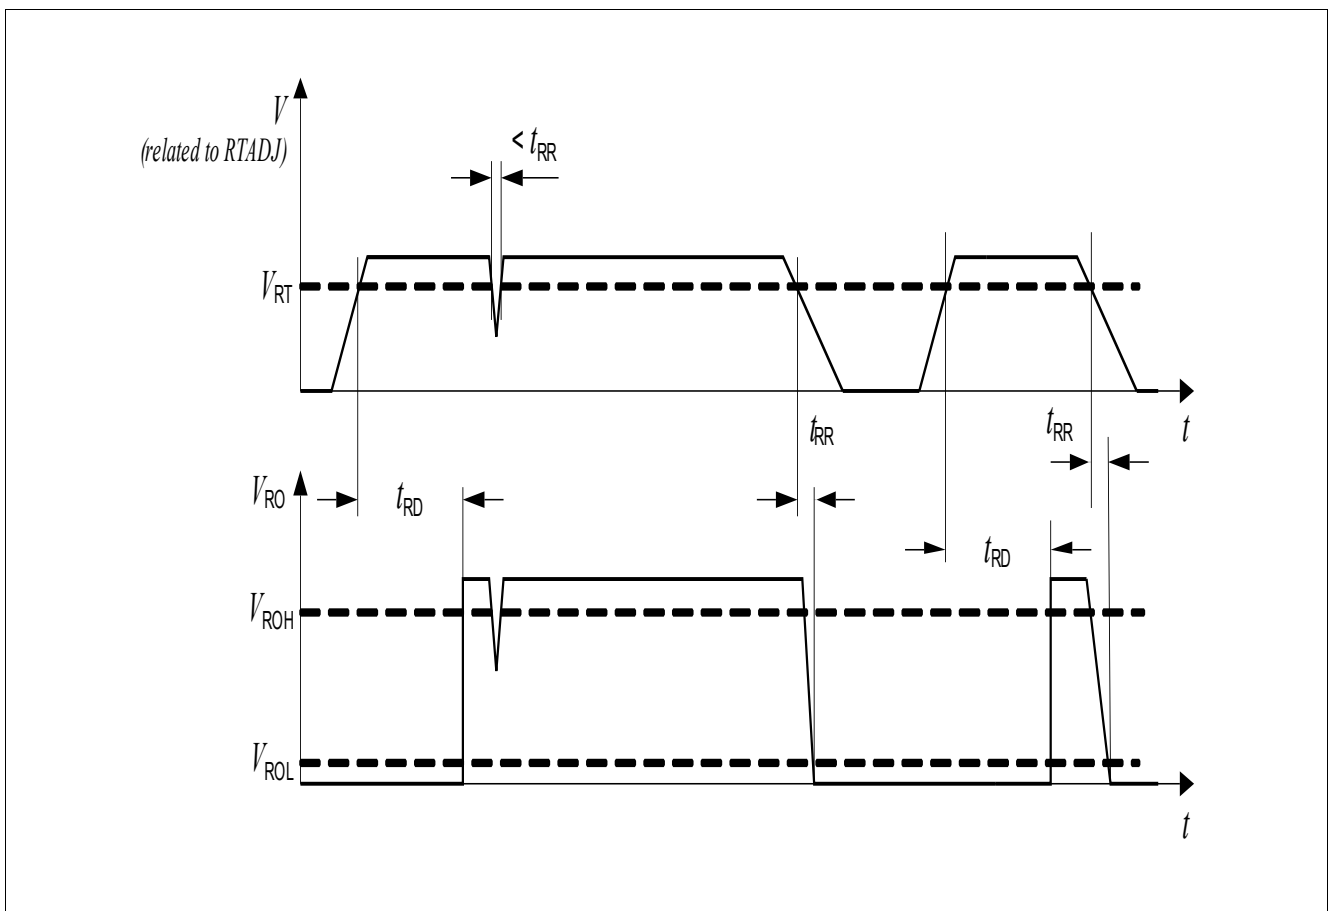 V
(related to RTADJ)
< tRR
VRT
tRR
tRR
t
VRO
tRD
tRD
VROH
VROL
t